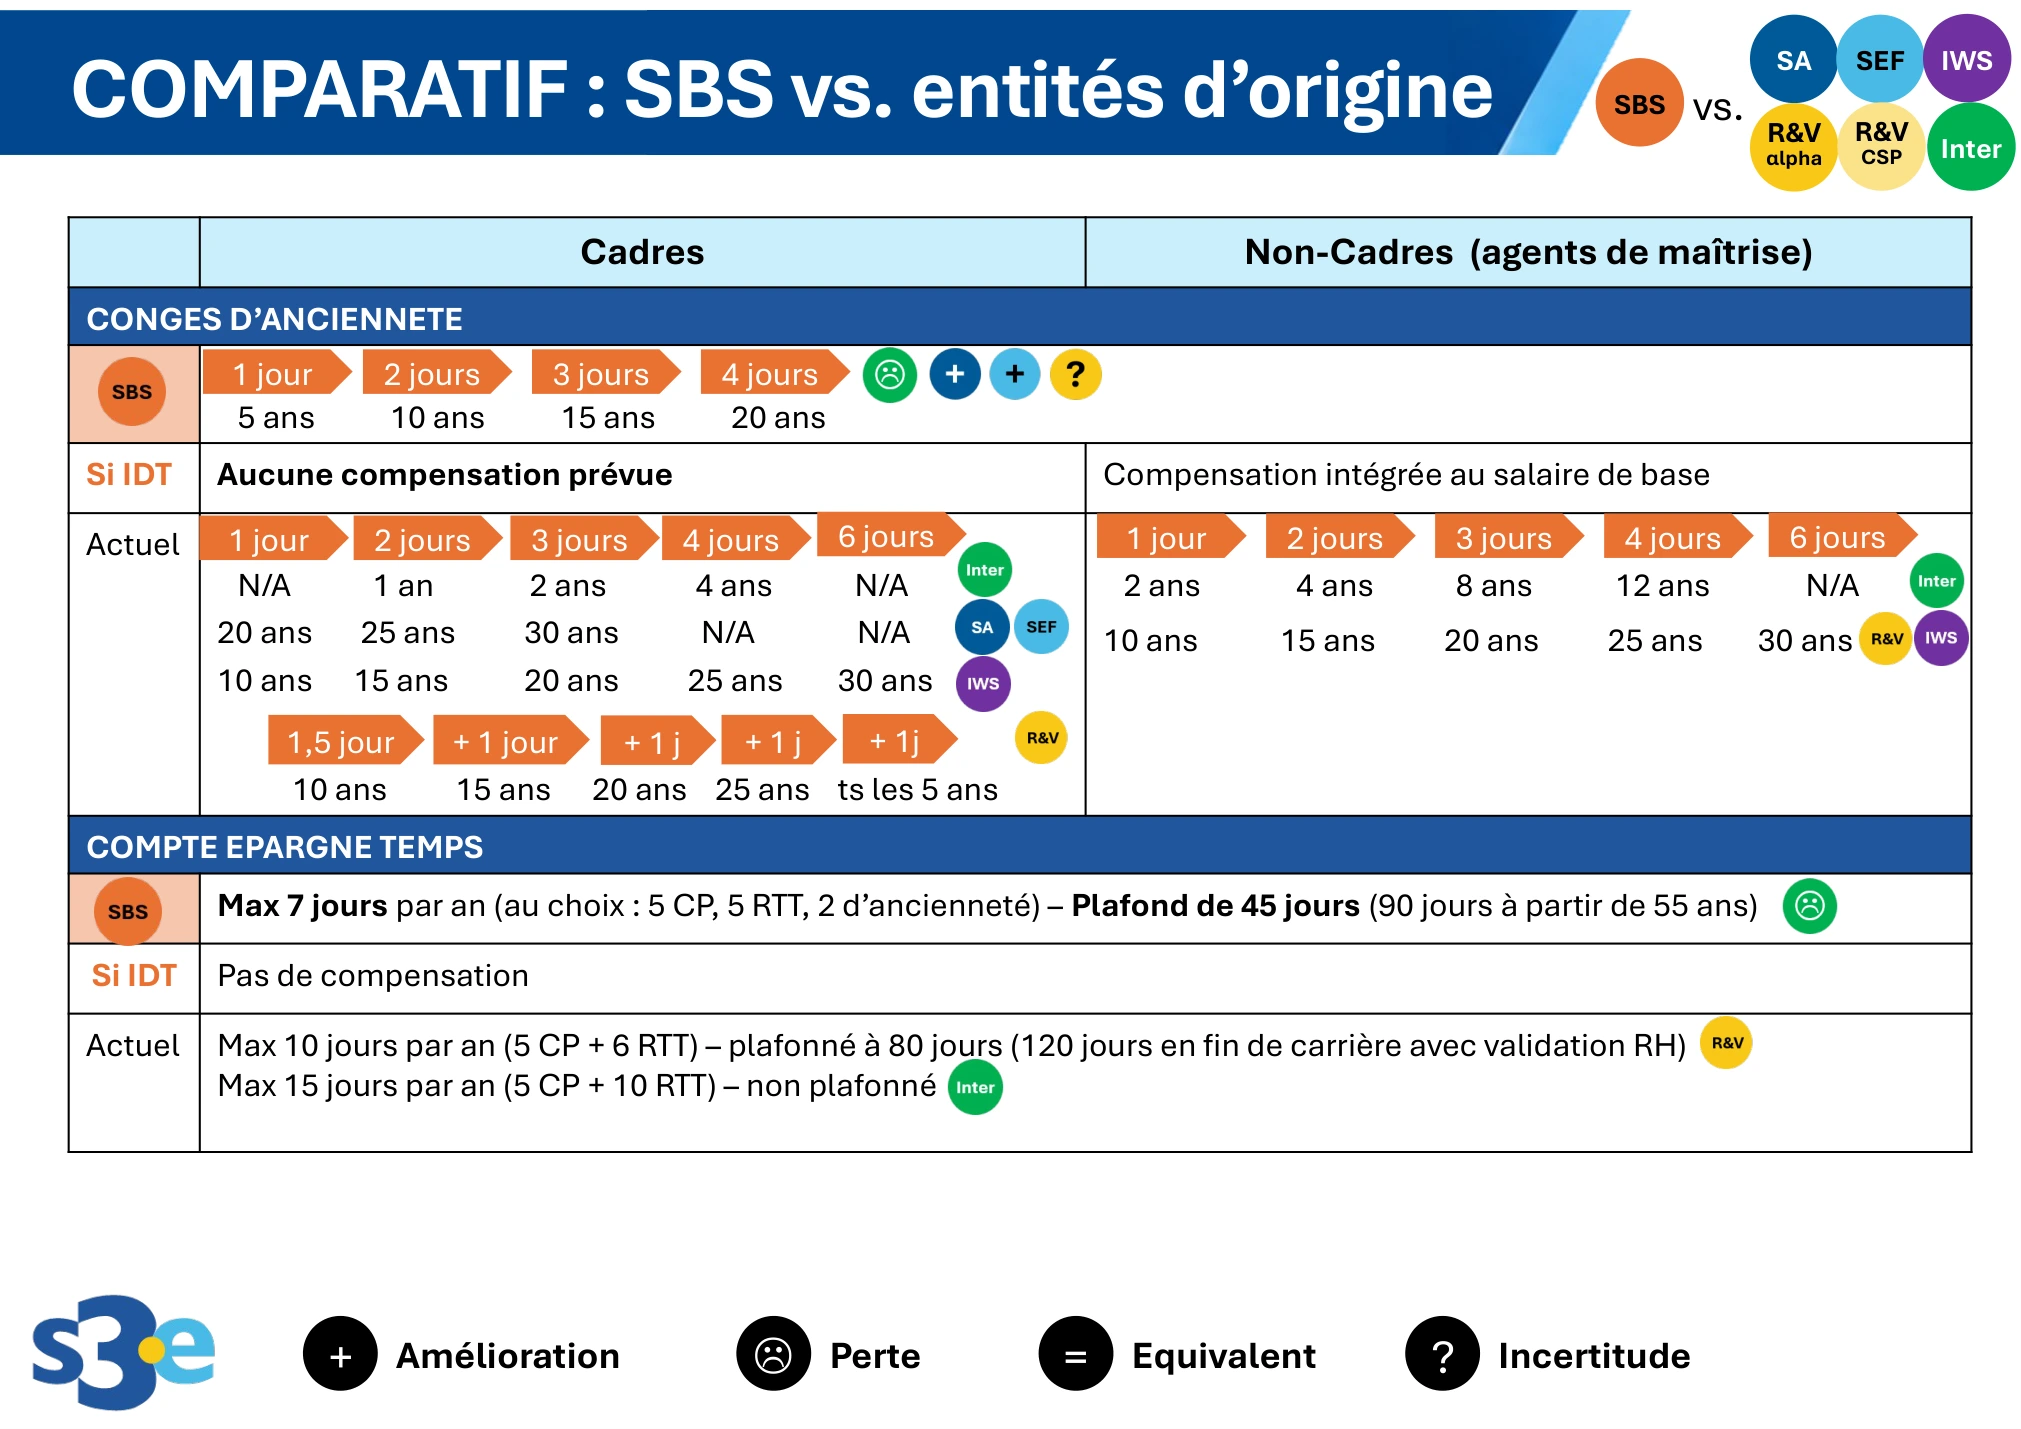 COMPARATIF : SBS vs. entités d’origine
SBS vs.
SA SEF IWS
R&V alpha R&V CSP Inter
Cadres Non-Cadres (agents de maîtrise)
CONGES D’ANCIENNETE
SBS
1 jour 2 jours 3 jours 4 jours ☹ + + ?
5 ans 10 ans 15 ans 20 ans
Si IDT Aucune compensation prévue Compensation intégrée au salaire de base
Actuel
1 jour 2 jours 3 jours 4 jours 6 jours
N/A 1 an 2 ans 4 ans N/A Inter
20 ans 25 ans 30 ans N/A N/A SA SEF
10 ans 15 ans 20 ans 25 ans 30 ans IWS
1,5 jour + 1 jour + 1 j + 1 j + 1j R&V
10 ans 15 ans 20 ans 25 ans ts les 5 ans
1 jour 2 jours 3 jours 4 jours 6 jours
2 ans 4 ans 8 ans 12 ans N/A Inter
10 ans 15 ans 20 ans 25 ans 30 ans R&V IWS
COMPTE EPARGNE TEMPS
SBS Max 7 jours par an (au choix : 5 CP, 5 RTT, 2 d’ancienneté) – Plafond de 45 jours (90 jours à partir de 55 ans) ☹
Si IDT Pas de compensation
Actuel Max 10 jours par an (5 CP + 6 RTT) – plafonné à 80 jours (120 jours en fin de carrière avec validation RH) R&V
Max 15 jours par an (5 CP + 10 RTT) – non plafonné Inter
s3e
+ Amélioration ☹ Perte = Equivalent ? Incertitude